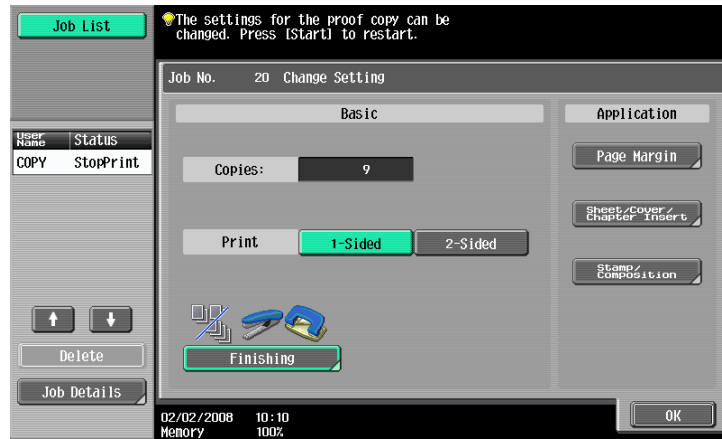 Job List
The settings for the proof copy can be
changed. Press [Start] to restart.
Job No. 20 Change Setting
Basic
Application
User
Name
Status
COPY StopPrint
Copies: 9
Page Margin
Sheet/Cover/
Chapter Insert
Print 1-Sided 2-Sided
Stamp/
Composition
Finishing
Delete
Job Details
02/02/2008 10:10
Memory 100%
OK